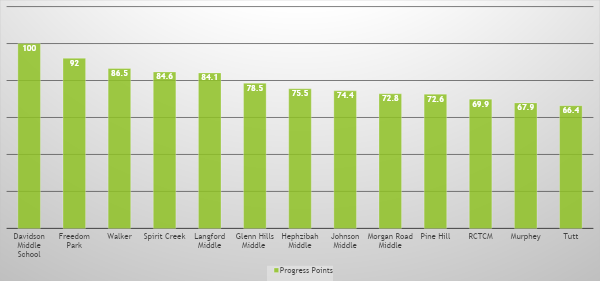 100
92
86.5
84.6
84.1
78.5
75.5
74.4
72.8
72.6
69.9
67.9
66.4
Davidson
Middle
School
Freedom
Park
Walker
Spirit Creek
Langford
Middle
Glenn Hills
Middle
Hephzibah
Middle
Johnson
Middle
Morgan Road
Middle
Pine Hill
RCTCM
Murphey
Tutt
Progress Points